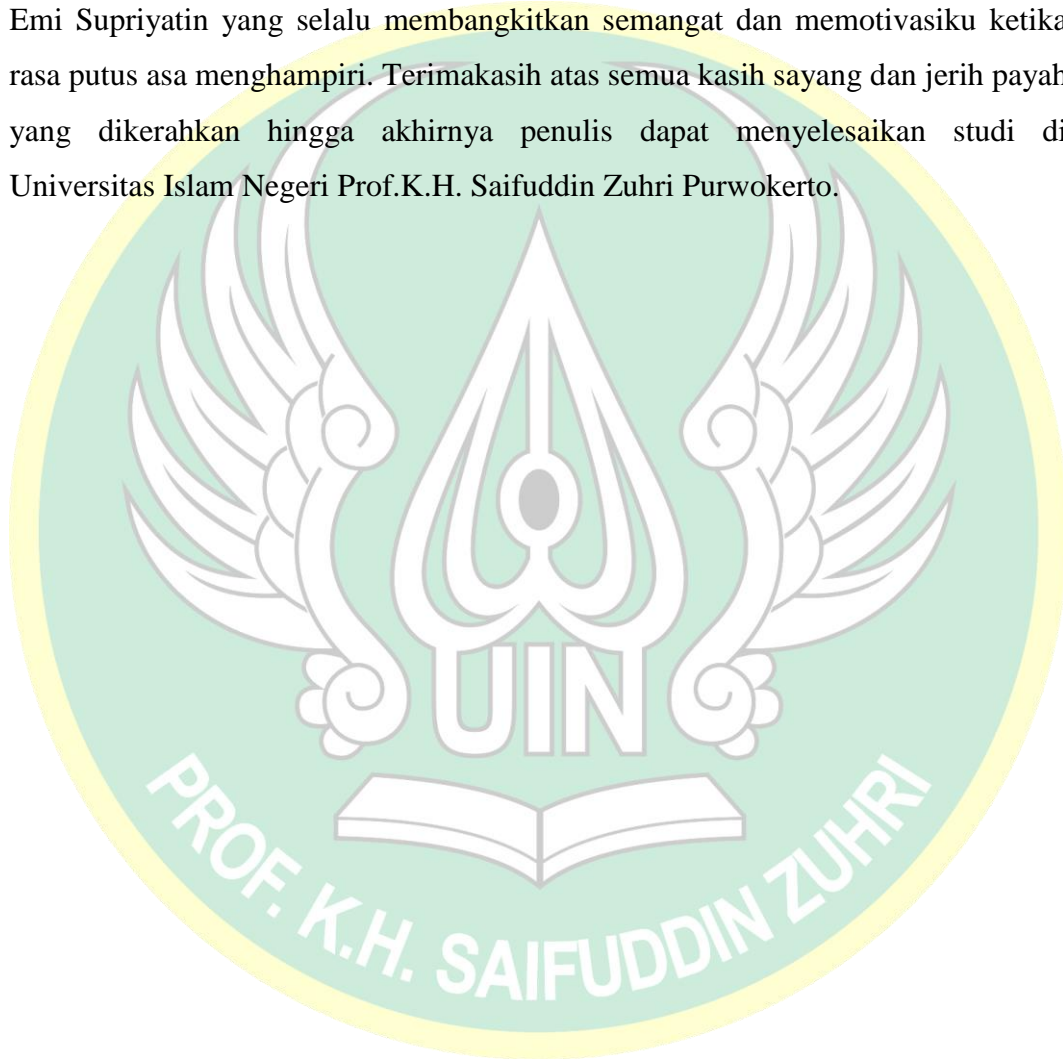 Emi Supriyatin yang selalu membangkitkan semangat dan memotivasiku ketika
rasa putus asa menghampiri. Terimakasih atas semua kasih sayang dan jerih payah
yang dikerahkan hingga akhirnya penulis dapat menyelesaikan studi di
Universitas Islam Negeri Prof.K.H. Saifuddin Zuhri Purwokerto.
UIN
PROF. K.H. SAIFUDDIN ZUHRI